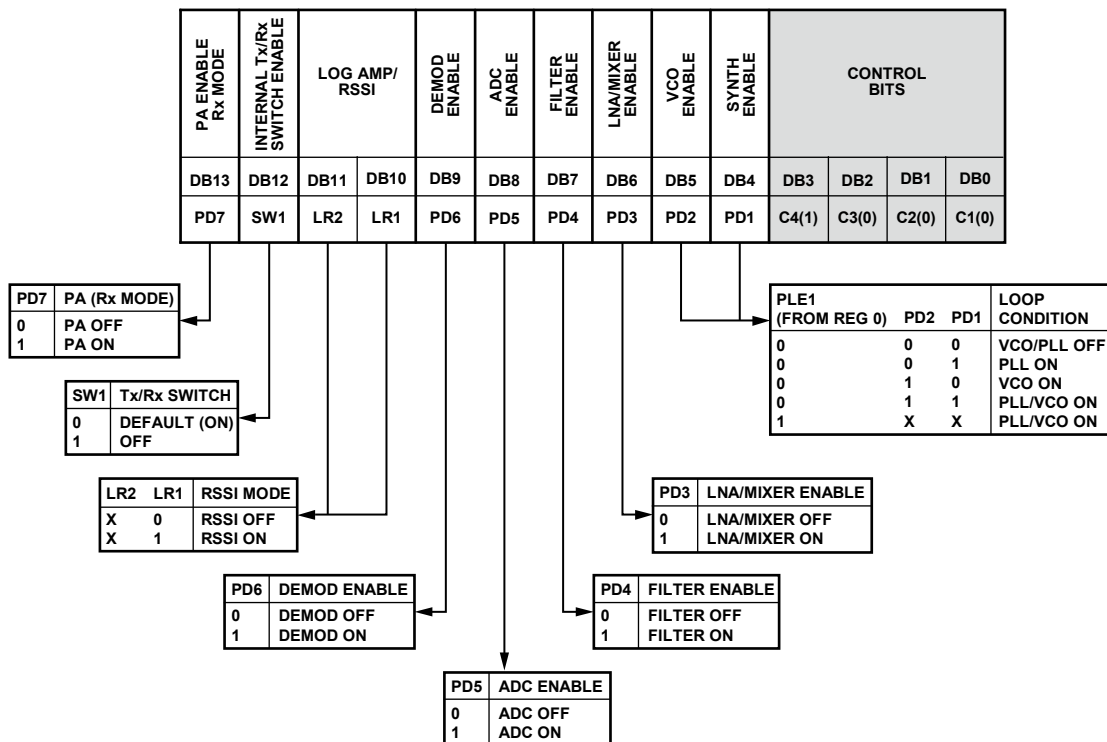 PA ENABLE
Rx MODE
INTERNAL Tx/Rx
SWITCH ENABLE
LOG AMP/
RSSI
DEMOD
ENABLE
ADC
ENABLE
FILTER
ENABLE
LNA/MIXER
ENABLE
VCO
ENABLE
SYNTH
ENABLE
CONTROL
BITS
DB13 DB12 DB11 DB10 DB9 DB8 DB7 DB6 DB5 DB4 DB3 DB2 DB1 DB0
PD7 SW1 LR2 LR1 PD6 PD5 PD4 PD3 PD2 PD1 C4(1) C3(0) C2(0) C1(0)
PD7 PA (Rx MODE)
0 PA OFF
1 PA ON
PLE1
(FROM REG 0) PD2 PD1 LOOP
CONDITION
0 0 0 VCO/PLL OFF
0 0 1 PLL ON
0 1 0 VCO ON
0 1 1 PLL/VCO ON
1 X X PLL/VCO ON
SW1 Tx/Rx SWITCH
0 DEFAULT (ON)
1 OFF
LR2 LR1 RSSI MODE
X 0 RSSI OFF
X 1 RSSI ON
PD3 LNA/MIXER ENABLE
0 LNA/MIXER OFF
1 LNA/MIXER ON
PD6 DEMOD ENABLE
0 DEMOD OFF
1 DEMOD ON
PD4 FILTER ENABLE
0 FILTER OFF
1 FILTER ON
PD5 ADC ENABLE
0 ADC OFF
1 ADC ON